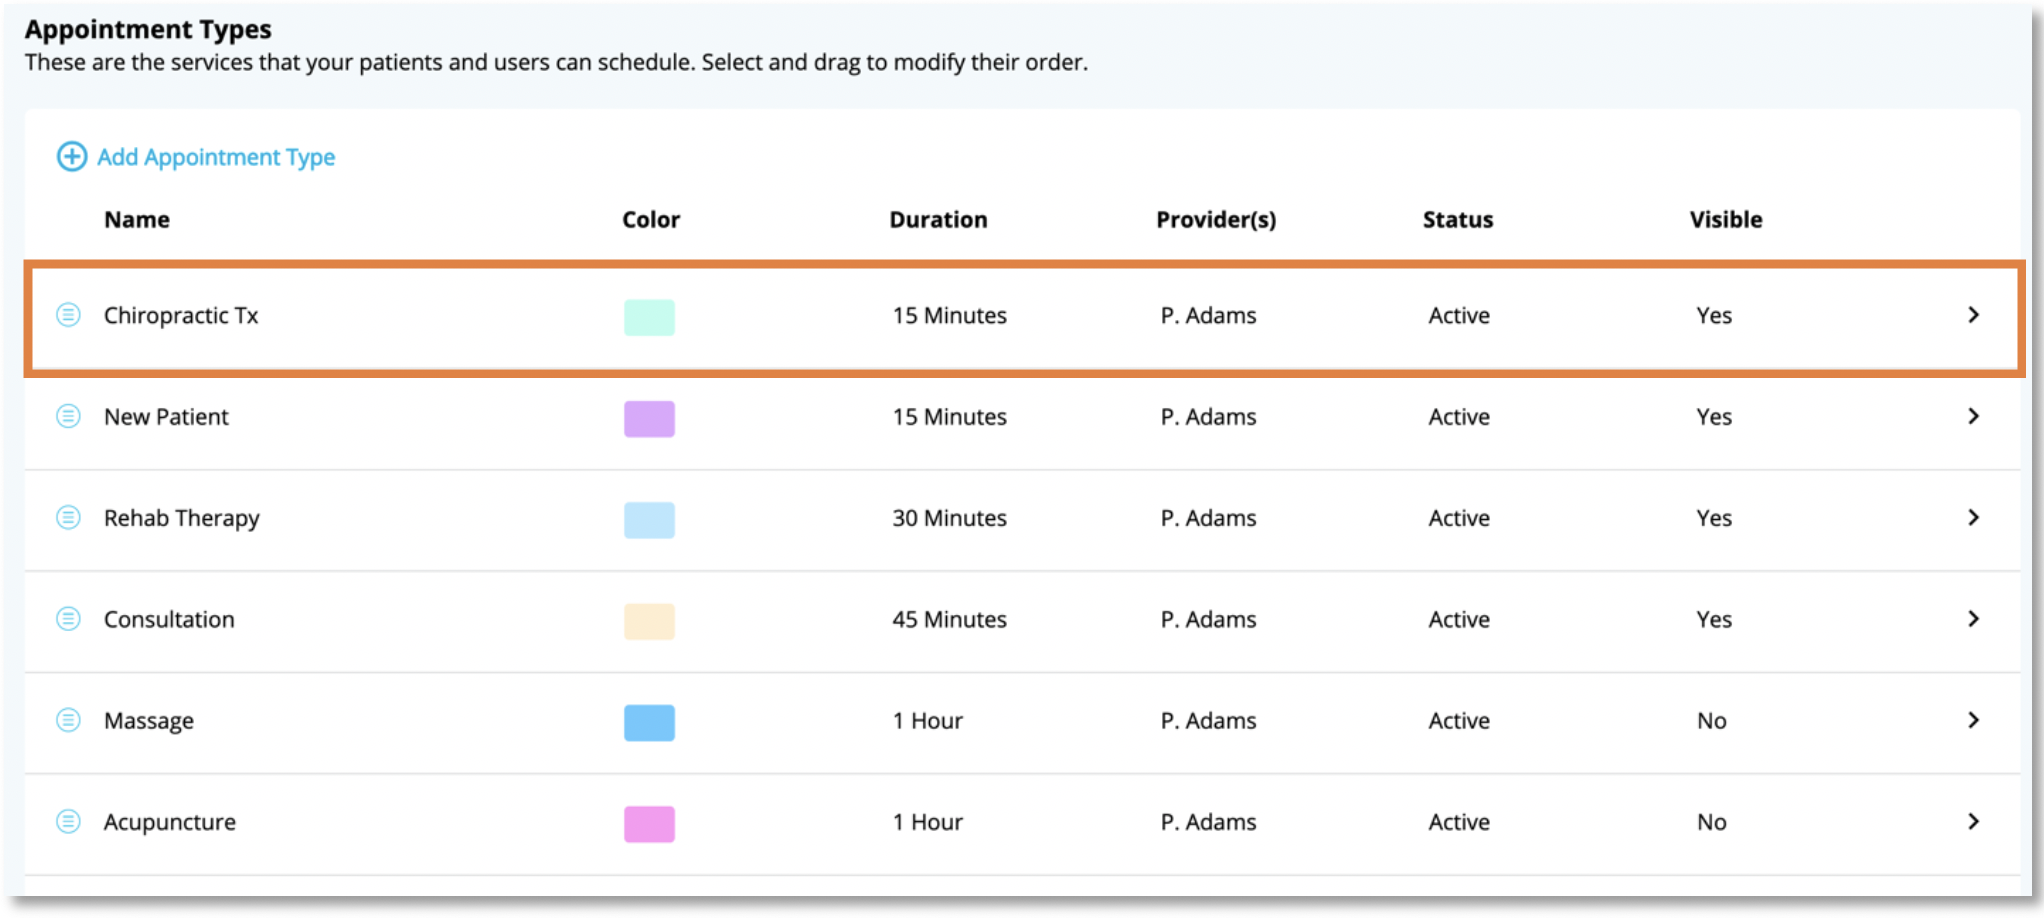 Appointment Types
These are the services that your patients and users can schedule. Select and drag to modify their order.
Add Appointment Type
Name Color Duration Provider(s) Status Visible
Chiropractic Tx 15 Minutes P. Adams Active Yes
New Patient 15 Minutes P. Adams Active Yes
Rehab Therapy 30 Minutes P. Adams Active Yes
Consultation 45 Minutes P. Adams Active Yes
Massage 1 Hour P. Adams Active No
Acupuncture 1 Hour P. Adams Active No